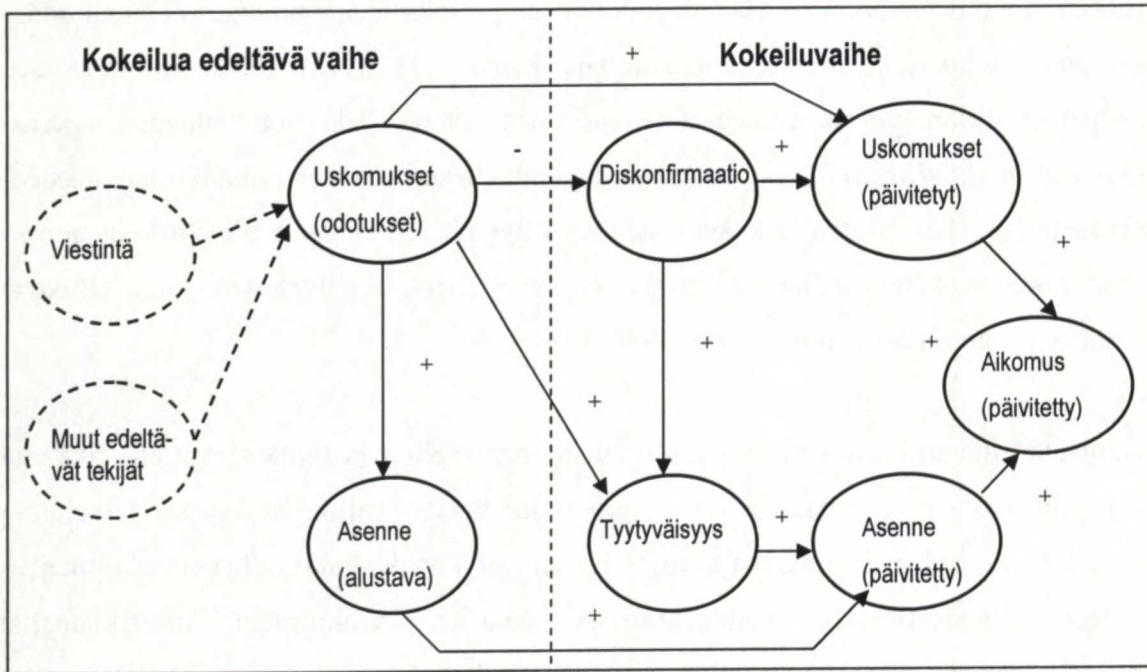 Kokeilua edeltävä vaihe
Kokeiluvaihe
+
-
+
Uskomukset
(odotukset)
Diskonfirmaatio
Uskomukset
(päivitetyt)
Viestintä
+
+
+
+
+
Aikomus
(päivitetty)
Muut edeltä-
vät tekijät
Asenne
(alustava)
Tyytyväisyys
+
Asenne
(päivitetty)
+
+